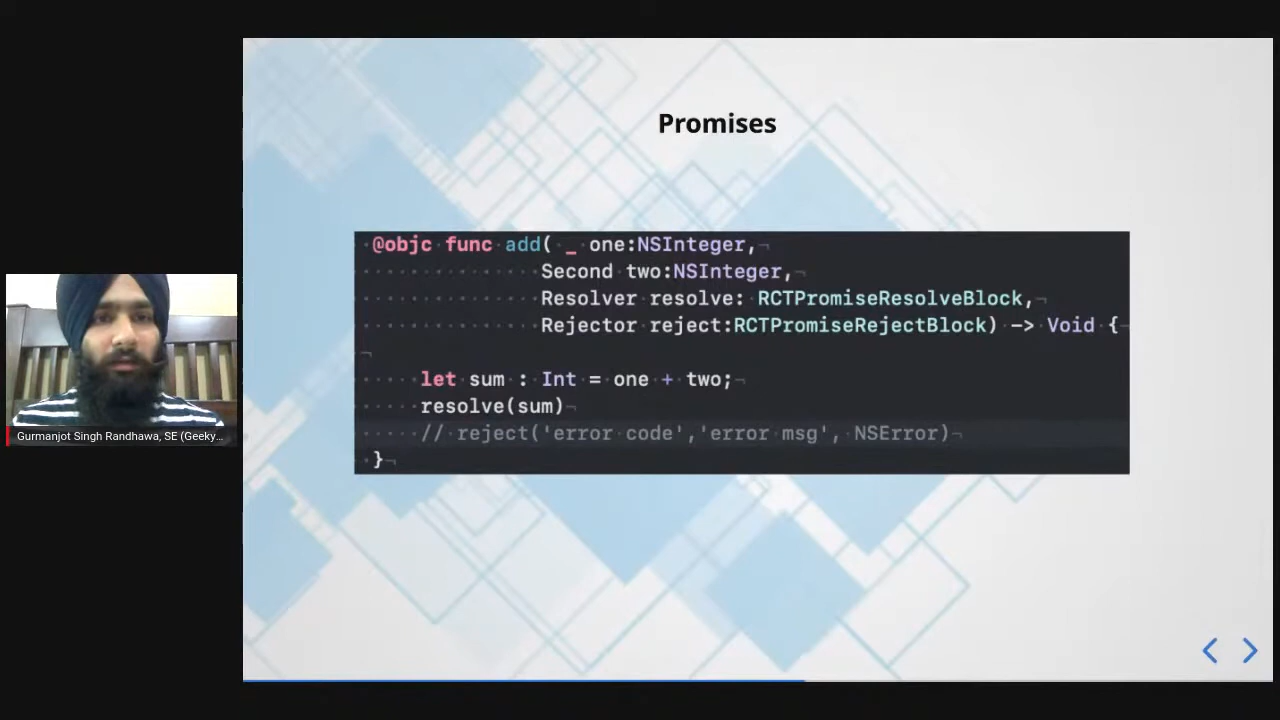 Promises
@objc func add( _ one:NSInteger,
Second two:NSInteger,
Resolver resolve: RCTPromiseResolveBlock,
Rejector reject:RCTPromiseRejectBlock) -> Void {
let sum : Int = one + two;
resolve(sum)
// reject('error code','error msg', NSError)
}
Gurmanjot Singh Randhawa, SE (Geeky...